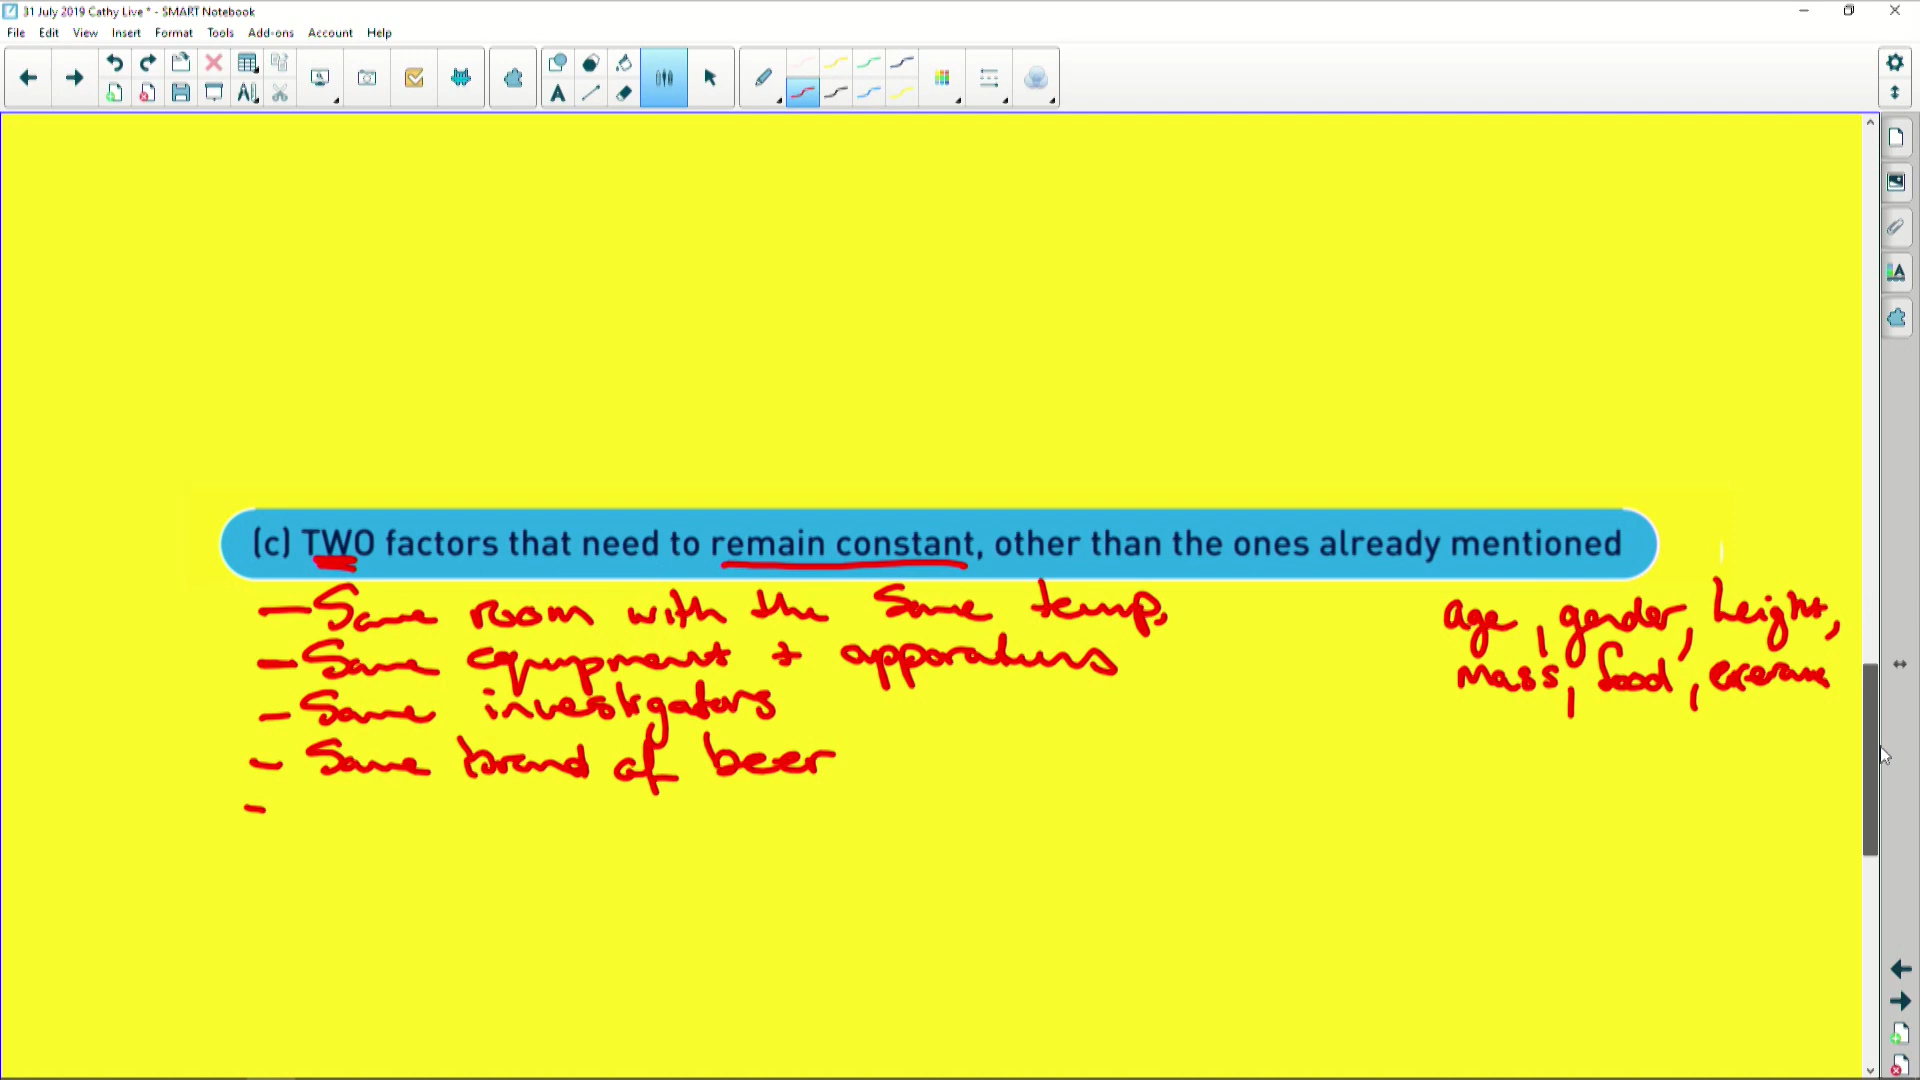 31 July 2019 Cathy Live * - SMART Notebook
File Edit View Insert Format Tools Add-ons Account Help
(c) TWO factors that need to remain constant, other than the ones already mentioned
- Same room with the same temp,
- Same equipment + apparatus
- Same investigators
- Same brand of beer
-
age, gender, height,
mass, food, exercise